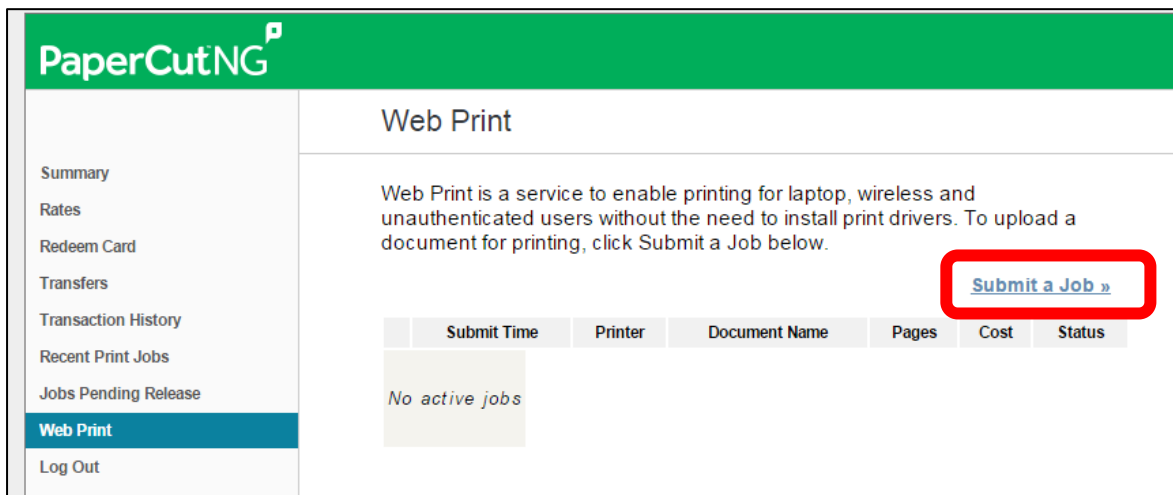 PaperCut NG
Web Print
Summary
Rates
Redeem Card
Transfers
Transaction History
Recent Print Jobs
Jobs Pending Release
Web Print
Log Out
Web Print is a service to enable printing for laptop, wireless and
unauthenticated users without the need to install print drivers. To upload a
document for printing, click Submit a Job below.
Submit a Job »
Submit Time Printer Document Name Pages Cost Status
No active jobs